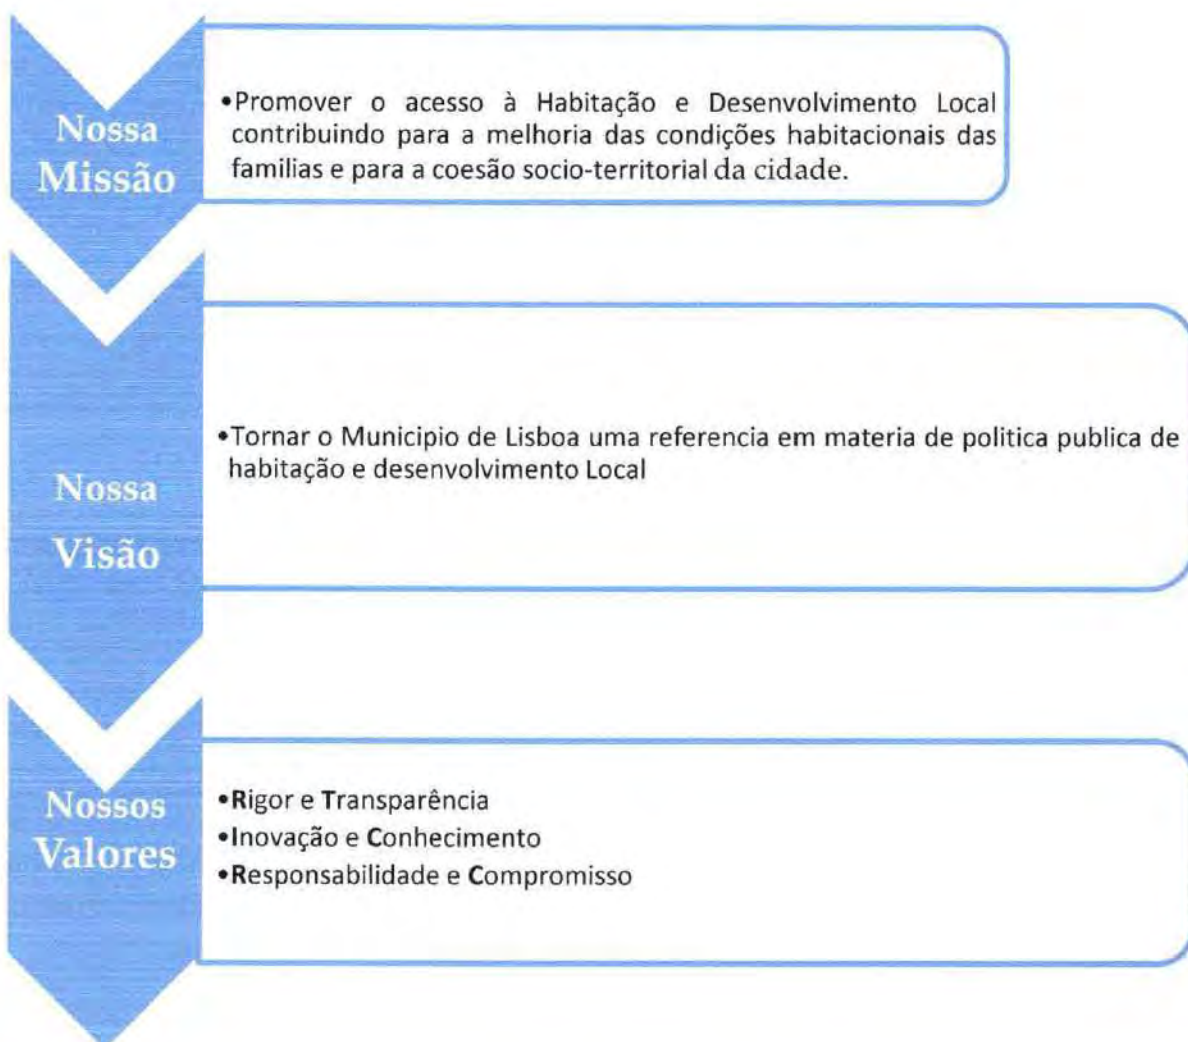 Nossa
Missão
•Promover o acesso à Habitação e Desenvolvimento Local
contribuindo para a melhoria das condições habitacionais das
familias e para a coesão socio-territorial da cidade.
Nossa
Visão
•Tornar o Municipio de Lisboa uma referencia em materia de politica publica de
habitação e desenvolvimento Local
Nossos
Valores
•Rigor e Transparência
•Inovação e Conhecimento
•Responsabilidade e Compromisso